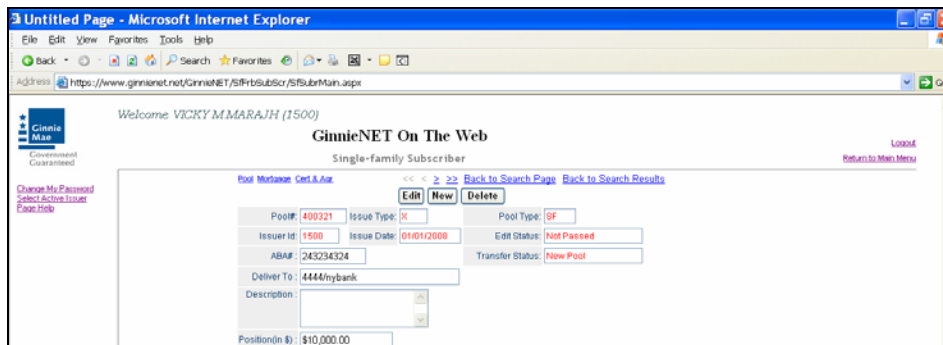 Untitled Page - Microsoft Internet Explorer
File Edit View Favorites Tools Help
Back Search Favorites
Address https://www.ginnienet.net/GinnieNET/SfFrbSubScr/SfSubrMain.aspx
Welcome VICKY M MARAJH (1500)
Ginnie Mae
Government Guaranteed
GinnieNET On The Web
Logout
Single-family Subscriber
Return to Main Menu
Change My Password
Select Active Issuer
Page Help
Pool Mortgage Cert & Agr << < > >> Back to Search Page Back to Search Results
Edit New Delete
Pool#: 400321 Issue Type: X Pool Type: SF
Issuer Id: 1500 Issue Date: 01/01/2008 Edit Status: Not Passed
ABA#: 243234324 Transfer Status: New Pool
Deliver To : 4444/nybank
Description :
Position(in $) : $10,000.00